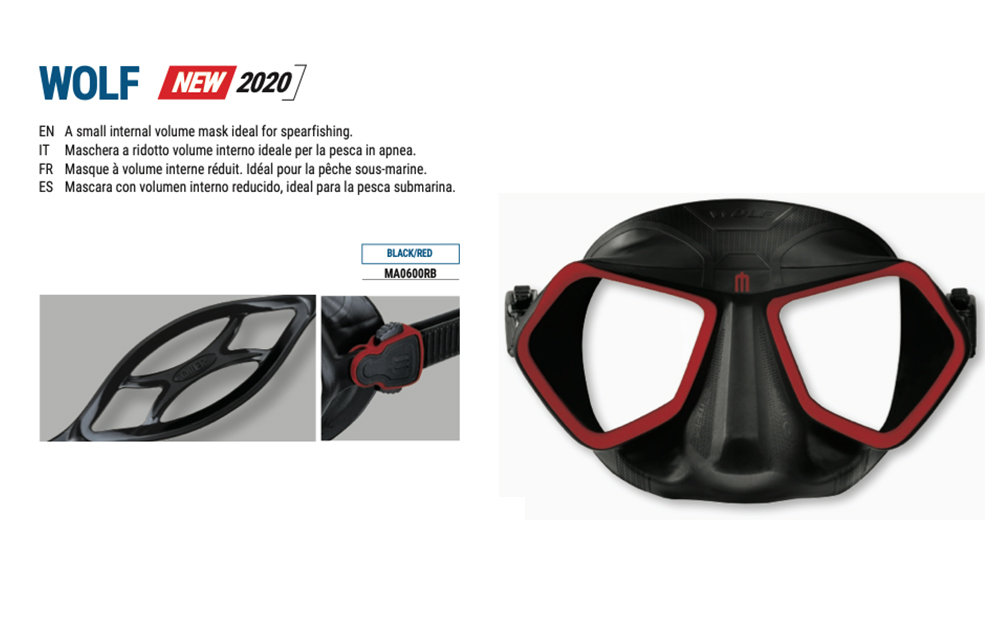 WOLF NEW 2020
EN A small internal volume mask ideal for spearfishing.
IT Maschera a ridotto volume interno ideale per la pesca in apnea.
FR Masque à volume interne réduit. Idéal pour la pêche sous-marine.
ES Mascara con volumen interno reducido, ideal para la pesca submarina.
BLACK/RED
MA0600RB
WOLF